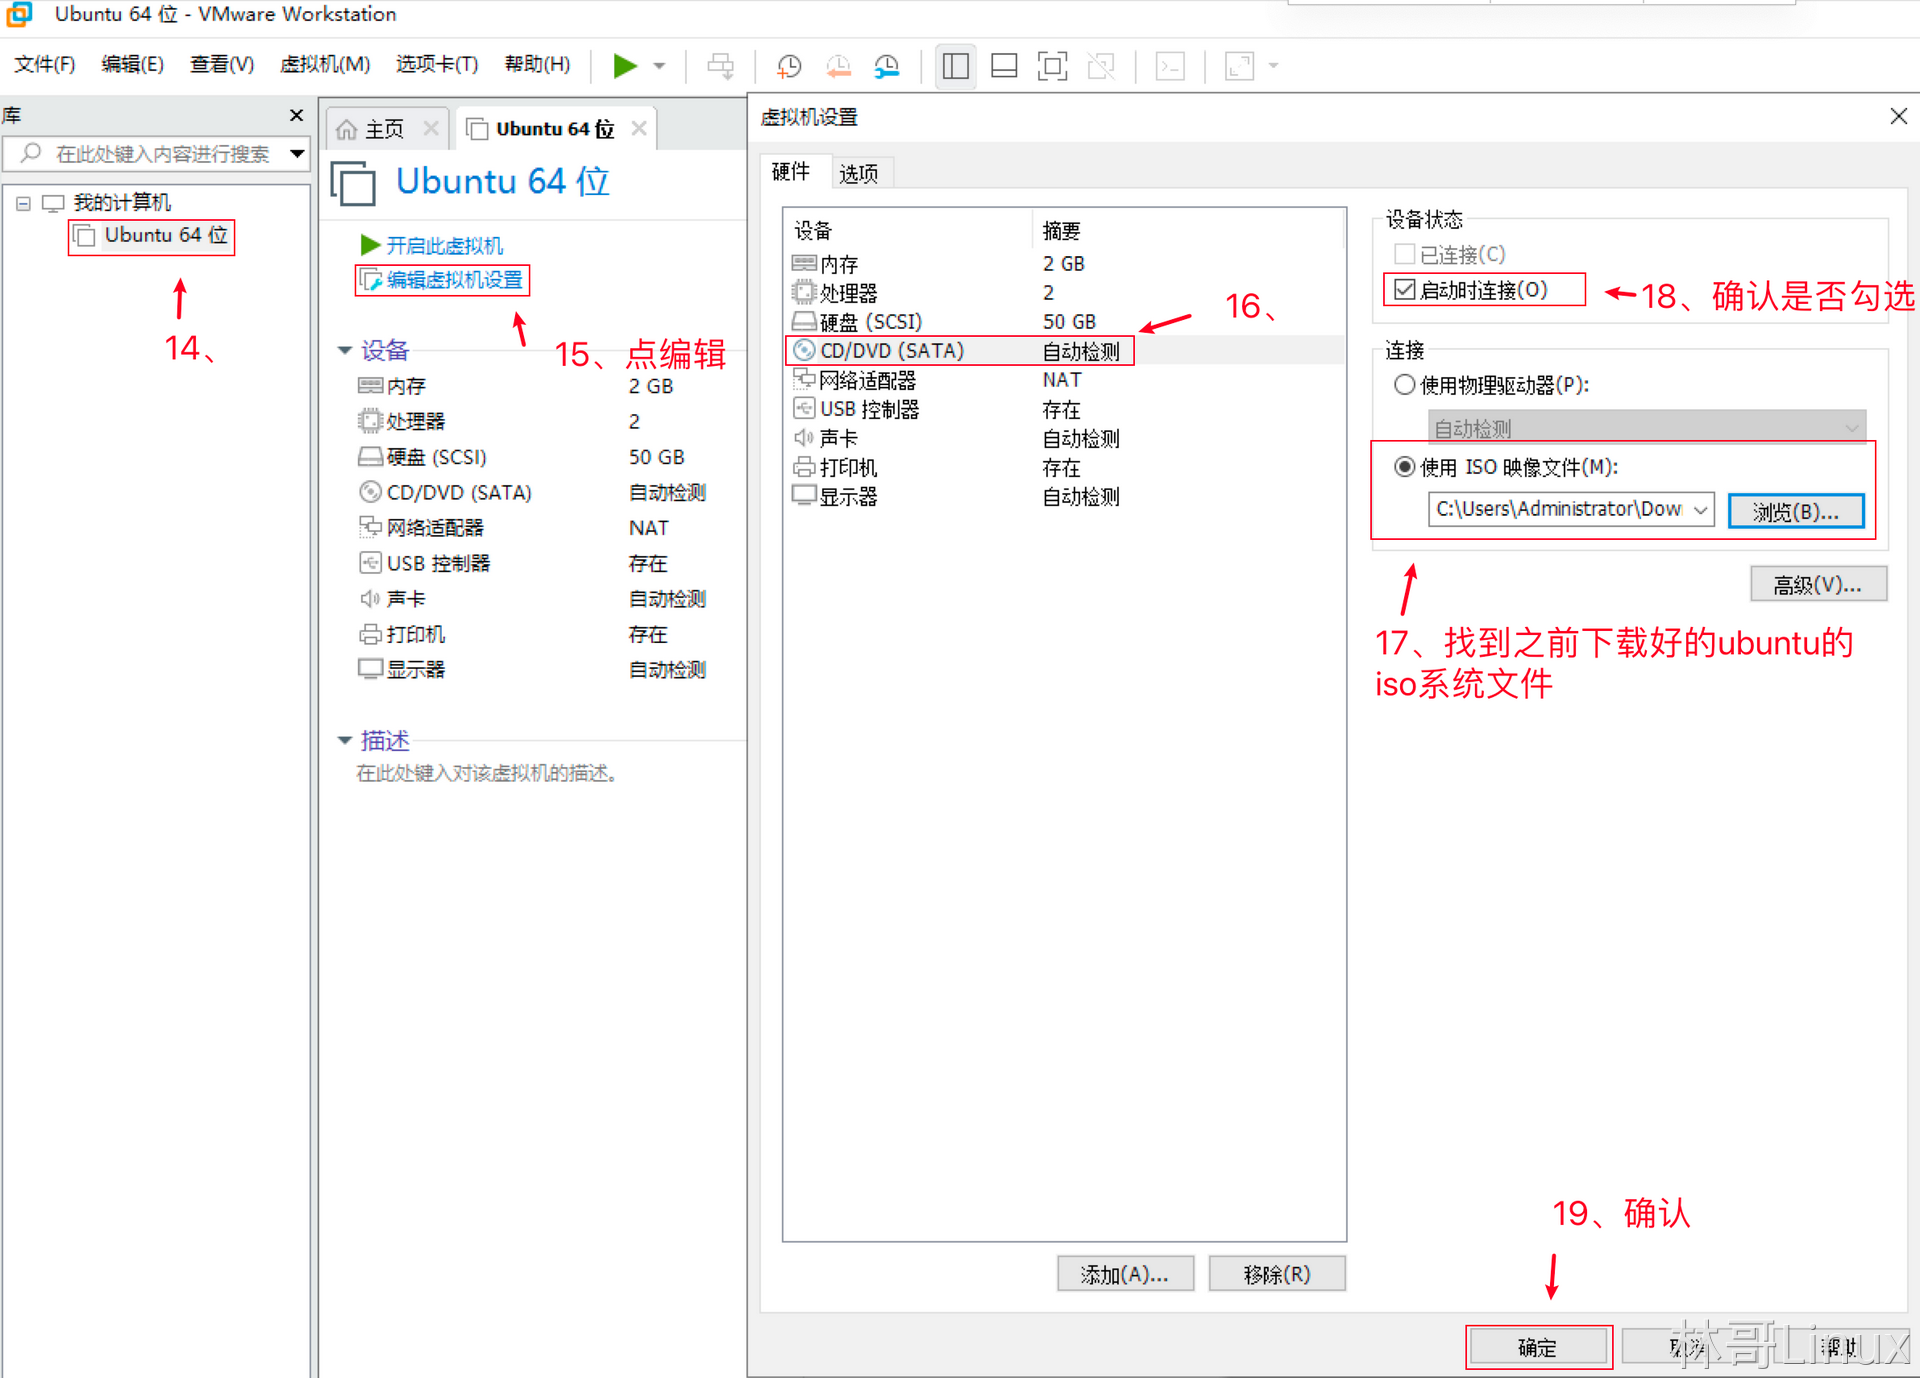 Ubuntu 64 位 - VMware Workstation
文件(F) 编辑(E) 查看(V) 虚拟机(M) 选项卡(T) 帮助(H)
库
在此处键入内容进行搜索
我的计算机
Ubuntu 64 位
14、
主页
Ubuntu 64 位
Ubuntu 64 位
开启此虚拟机
编辑虚拟机设置
15、点编辑
设备
内存 2 GB
处理器 2
硬盘 (SCSI) 50 GB
CD/DVD (SATA) 自动检测
网络适配器 NAT
USB 控制器 存在
声卡 自动检测
打印机 存在
显示器 自动检测
描述
在此处键入对该虚拟机的描述。
虚拟机设置
硬件 选项
设备 摘要
内存 2 GB
处理器 2
硬盘 (SCSI) 50 GB
CD/DVD (SATA) 自动检测
网络适配器 NAT
USB 控制器 存在
声卡 自动检测
打印机 存在
显示器 自动检测
16、
添加(A)... 移除(R)
设备状态
已连接(C)
启动时连接(O)
18、确认是否勾选
连接
使用物理驱动器(P):
自动检测
使用 ISO 映像文件(M):
C:\Users\Administrator\Dow
浏览(B)...
高级(V)...
17、找到之前下载好的ubuntu的
iso系统文件
19、确认
确定 取消 帮助
林哥Linux